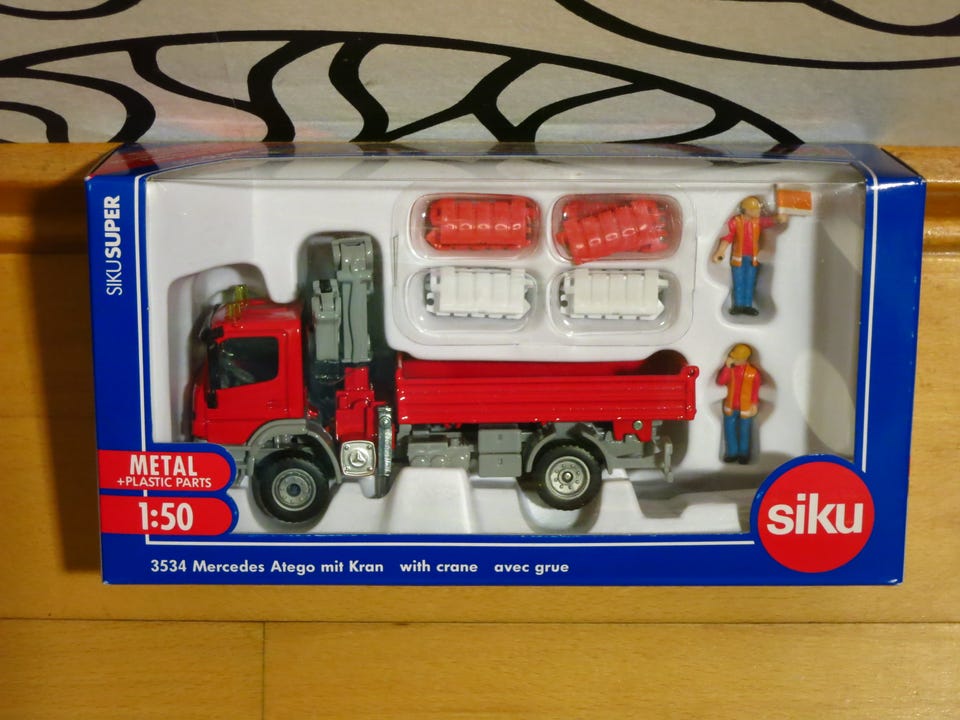 SIKUSUPER
METAL
+PLASTIC PARTS
1:50
siku
3534 Mercedes Atego mit Kran with crane avec grue